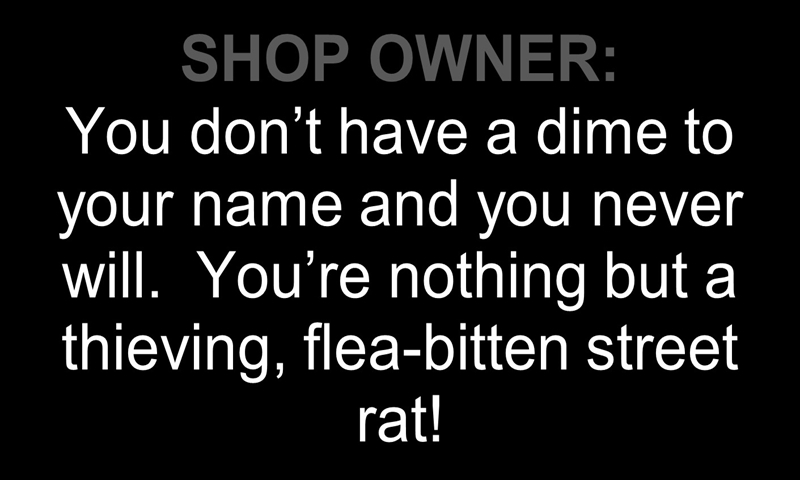 SHOP OWNER:
You don’t have a dime to
your name and you never
will.  You’re nothing but a
thieving, flea-bitten street
rat!